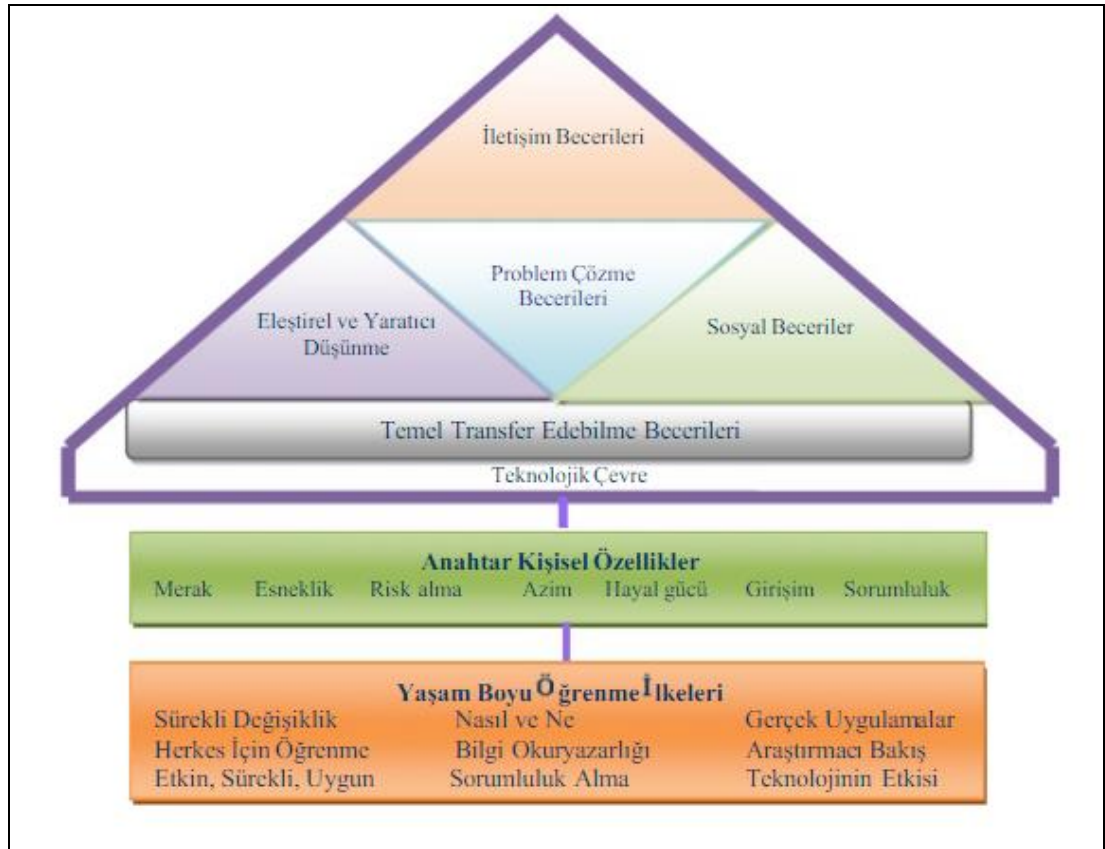 İletişim Becerileri
Problem Çözme
Becerileri
Eleştirel ve Yaratıcı
Düşünme
Sosyal Beceriler
Temel Transfer Edebilme Becerileri
Teknolojik Çevre
Anahtar Kişisel Özellikler
Merak Esneklik Risk alma Azim Hayal gücü Girişim Sorumluluk
Yaşam Boyu Öğrenme İlkeleri
Sürekli Değişiklik Nasıl ve Ne Gerçek Uygulamalar
Herkes İçin Öğrenme Bilgi Okuryazarlığı Araştırmacı Bakış
Etkin, Sürekli, Uygun Sorumluluk Alma Teknolojinin Etkisi